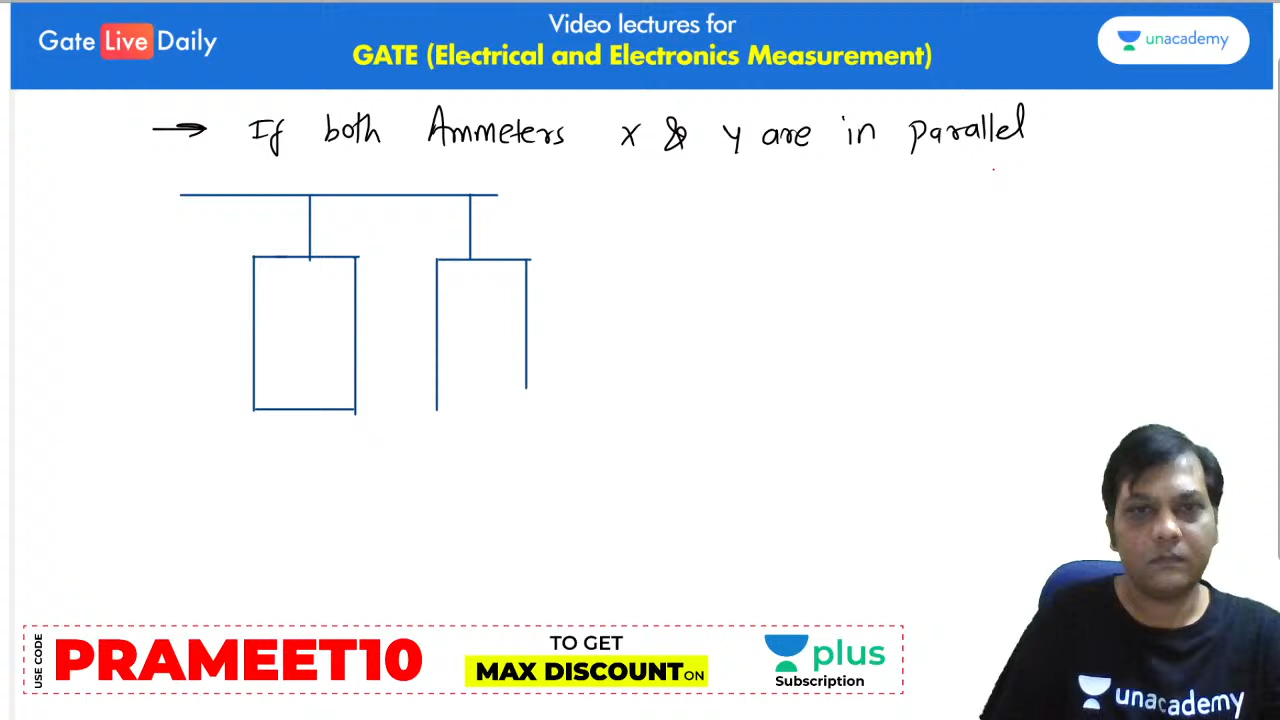 Video lectures for
Gate Live Daily
GATE (Electrical and Electronics Measurement)
unacademy
→ If both Ammeters x & y are in parallel
USE CODE
PRAMEET10
TO GET
MAX DISCOUNT ON
plus
Subscription
unacademy